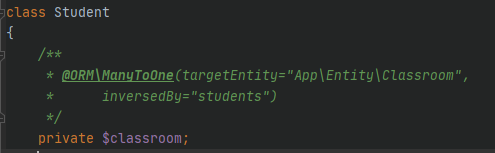 class Student
{
/**
* @ORM\ManyToOne(targetEntity="App\Entity\Classroom",
* inversedBy="students")
*/
private $classroom;